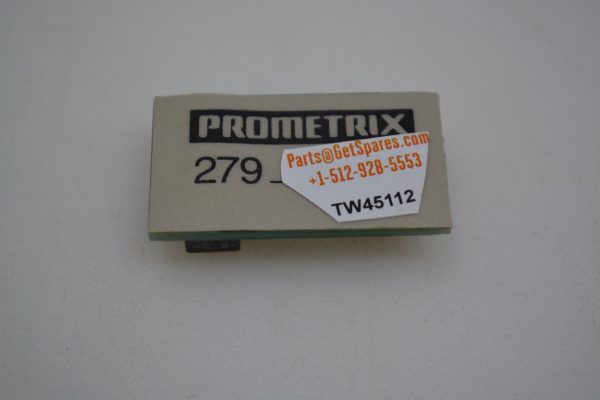 PROMETRIX
279
Parts@GetSpares.com
+1-512-928-5553
TW45112